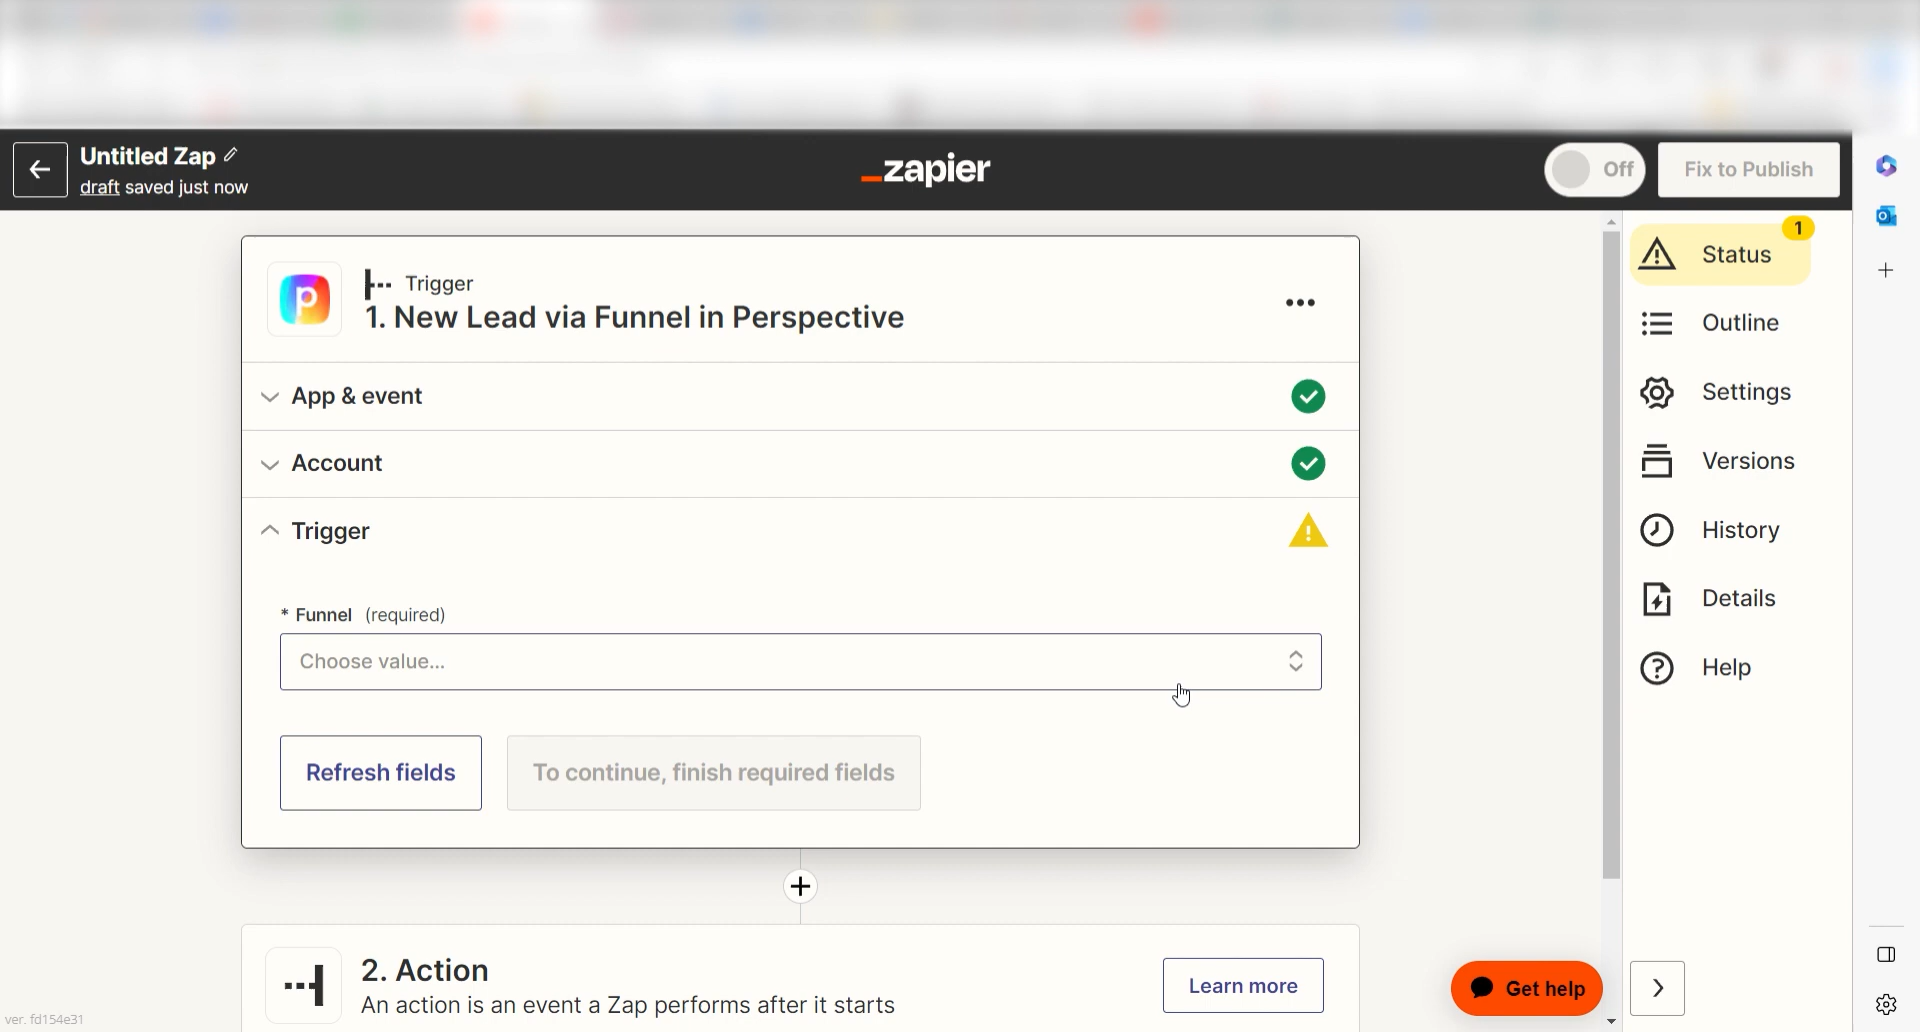 Untitled Zap
draft saved just now
zapier
Off
Fix to Publish
1
Status
Trigger
1. New Lead via Funnel in Perspective
Outline
App & event
Settings
Account
Versions
Trigger
History
* Funnel (required)
Details
Choose value...
Help
Refresh fields
To continue, finish required fields
2. Action
An action is an event a Zap performs after it starts
Learn more
Get help
ver. fd154e31